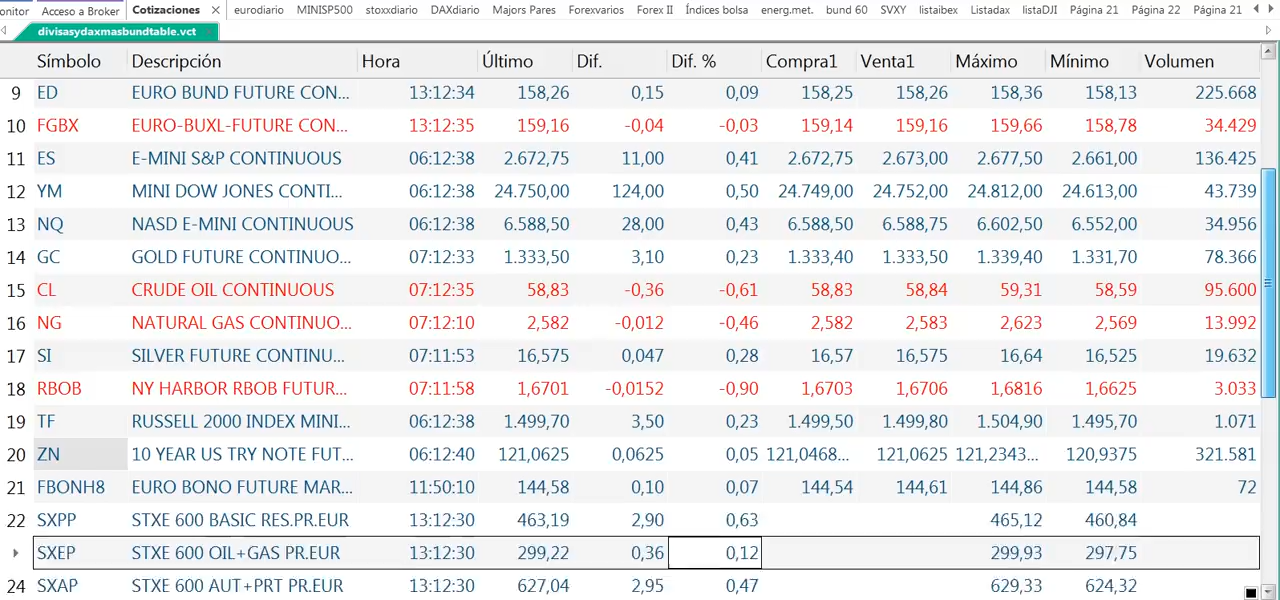 onitor Acceso a Broker Cotizaciones eurodiario MINISP500 stoxxdiario DAXdiario Majors Pares Forexvarios Forex II Índices bolsa energ.met. bund 60 SVXY listaibex Listadax listaDJI Página 21 Página 22 Página 21
divisasydaxmasbundtable.vct
Símbolo Descripción Hora Último Dif. Dif. % Compra1 Venta1 Máximo Mínimo Volumen
9 ED EURO BUND FUTURE CON... 13:12:34 158,26 0,15 0,09 158,25 158,26 158,36 158,13 225.668
10 FGBX EURO-BUXL-FUTURE CON... 13:12:35 159,16 -0,04 -0,03 159,14 159,16 159,66 158,78 34.429
11 ES E-MINI S&P CONTINUOUS 06:12:38 2.672,75 11,00 0,41 2.672,75 2.673,00 2.677,50 2.661,00 136.425
12 YM MINI DOW JONES CONTI... 06:12:38 24.750,00 124,00 0,50 24.749,00 24.752,00 24.812,00 24.613,00 43.739
13 NQ NASD E-MINI CONTINUOUS 06:12:38 6.588,50 28,00 0,43 6.588,50 6.588,75 6.602,50 6.552,00 34.956
14 GC GOLD FUTURE CONTINUO... 07:12:33 1.333,50 3,10 0,23 1.333,40 1.333,50 1.339,40 1.331,70 78.366
15 CL CRUDE OIL CONTINUOUS 07:12:35 58,83 -0,36 -0,61 58,83 58,84 59,31 58,59 95.600
16 NG NATURAL GAS CONTINUO... 07:12:10 2,582 -0,012 -0,46 2,582 2,583 2,623 2,569 13.992
17 SI SILVER FUTURE CONTINU... 07:11:53 16,575 0,047 0,28 16,57 16,575 16,64 16,525 19.632
18 RBOB NY HARBOR RBOB FUTUR... 07:11:58 1,6701 -0,0152 -0,90 1,6703 1,6706 1,6816 1,6625 3.033
19 TF RUSSELL 2000 INDEX MINI... 06:12:38 1.499,70 3,50 0,23 1.499,50 1.499,80 1.504,90 1.495,70 1.071
20 ZN 10 YEAR US TRY NOTE FUT... 06:12:40 121,0625 0,0625 0,05 121,0468... 121,0625 121,2343... 120,9375 321.581
21 FBONH8 EURO BONO FUTURE MAR... 11:50:10 144,58 0,10 0,07 144,54 144,61 144,86 144,58 72
22 SXPP STXE 600 BASIC RES.PR.EUR 13:12:30 463,19 2,90 0,63 465,12 460,84
SXEP STXE 600 OIL+GAS PR.EUR 13:12:30 299,22 0,36 0,12 299,93 297,75
24 SXAP STXE 600 AUT+PRT PR.EUR 13:12:30 627,04 2,95 0,47 629,33 624,32